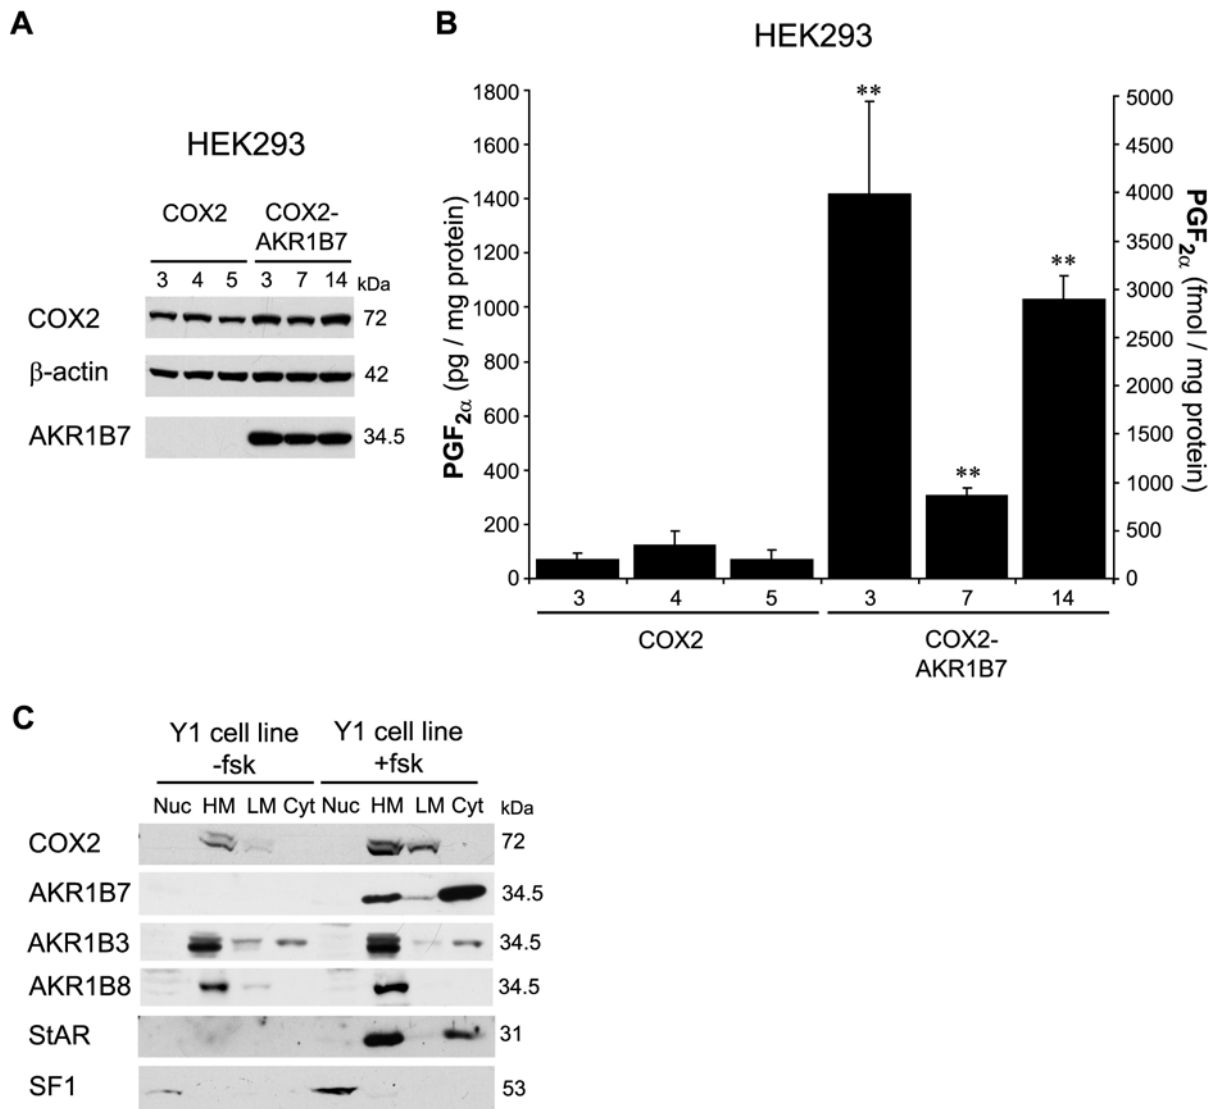 A
HEK293
COX2 COX2-
AKR1B7
3 4 5 3 7 14 kDa
COX2 72
β-actin 42
AKR1B7 34.5
B
HEK293
PGF2α (pg / mg protein)
1800
1600
1400
1200
1000
800
600
400
200
0
** ** **
5000
4500
4000
3500
3000
2500
2000
1500
1000
500
0
PGF2α (fmol / mg protein)
3 4 5 3 7 14
COX2 COX2-
AKR1B7
C
Y1 cell line Y1 cell line
-fsk +fsk
Nuc HM LM Cyt Nuc HM LM Cyt kDa
COX2 72
AKR1B7 34.5
AKR1B3 34.5
AKR1B8 34.5
StAR 31
SF1 53